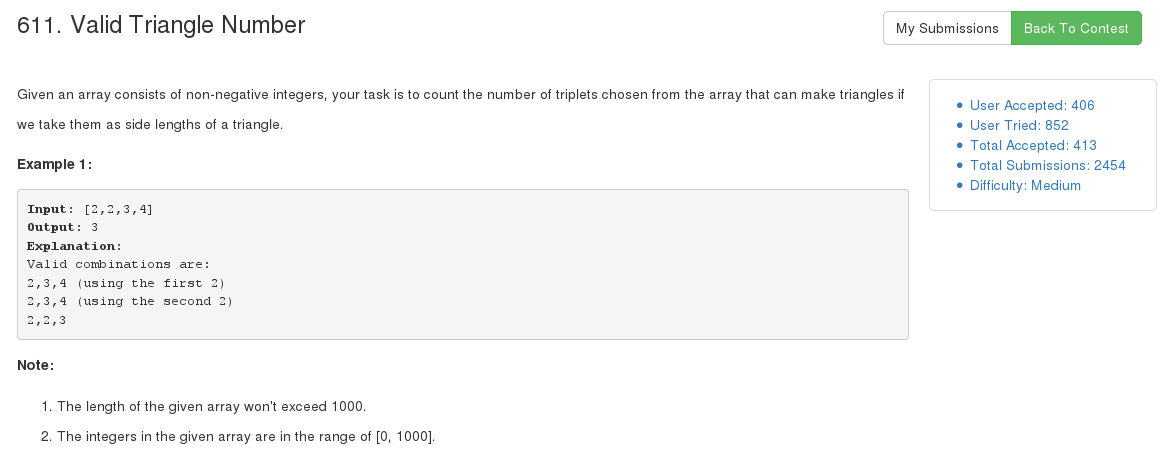 611. Valid Triangle Number
My Submissions
Back To Contest
Given an array consists of non-negative integers, your task is to count the number of triplets chosen from the array that can make triangles if
we take them as side lengths of a triangle.
User Accepted: 406
User Tried: 852
Total Accepted: 413
Total Submissions: 2454
Difficulty: Medium
Example 1:
Input: [2,2,3,4]
Output: 3
Explanation:
Valid combinations are:
2,3,4 (using the first 2)
2,3,4 (using the second 2)
2,2,3
Note:
1. The length of the given array won't exceed 1000.
2. The integers in the given array are in the range of [0, 1000].